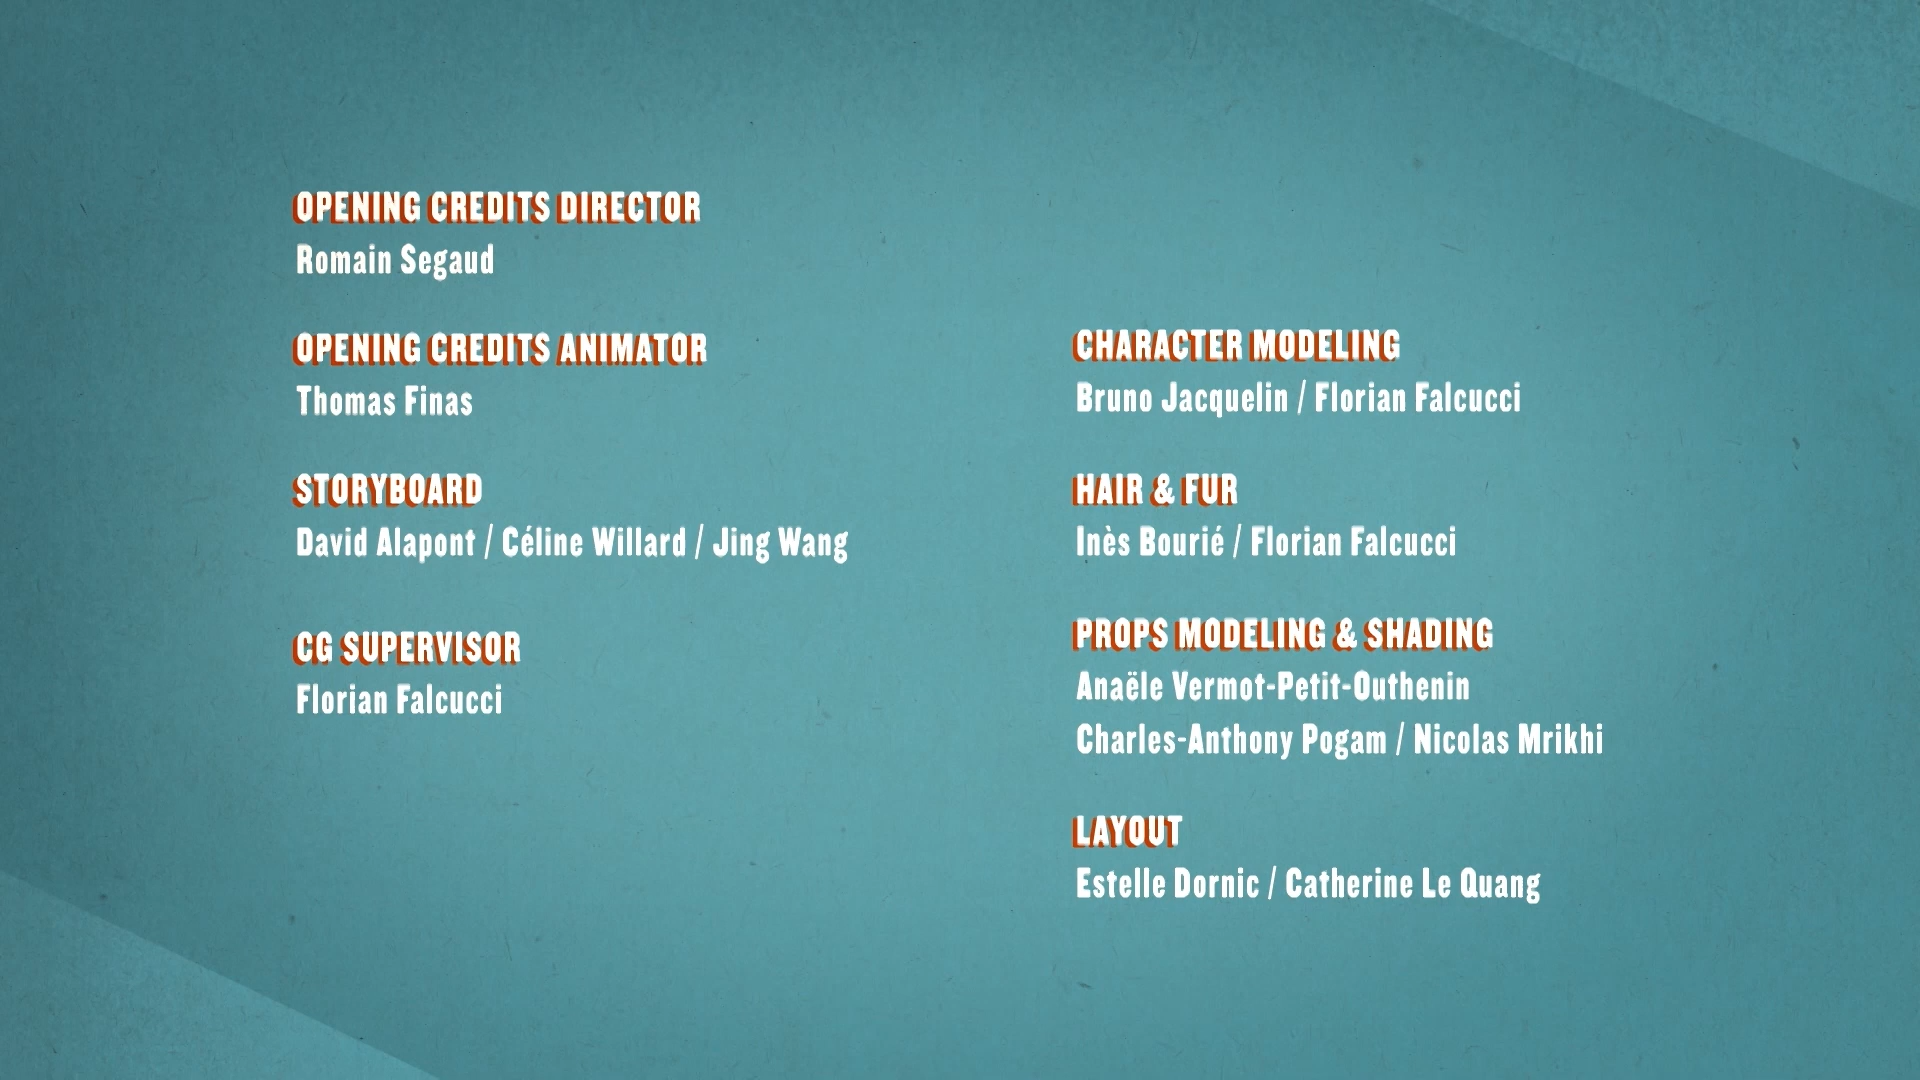 OPENING CREDITS DIRECTOR
Romain Segaud
OPENING CREDITS ANIMATOR
Thomas Finas
STORYBOARD
David Alapont / Céline Willard / Jing Wang
CG SUPERVISOR
Florian Falcucci
CHARACTER MODELING
Bruno Jacquelin / Florian Falcucci
HAIR & FUR
Inès Bourié / Florian Falcucci
PROPS MODELING & SHADING
Anaële Vermot-Petit-Outhenin
Charles-Anthony Pogam / Nicolas Mrikhi
LAYOUT
Estelle Dornic / Catherine Le Quang